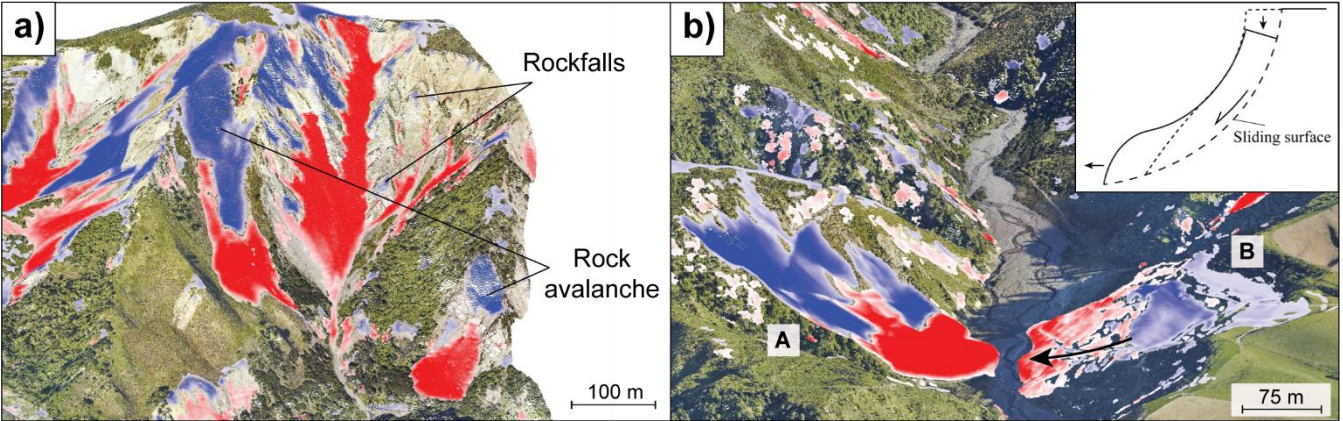 a)
Rockfalls
Rock
avalanche
100 m
b)
Sliding surface
A
B
75 m